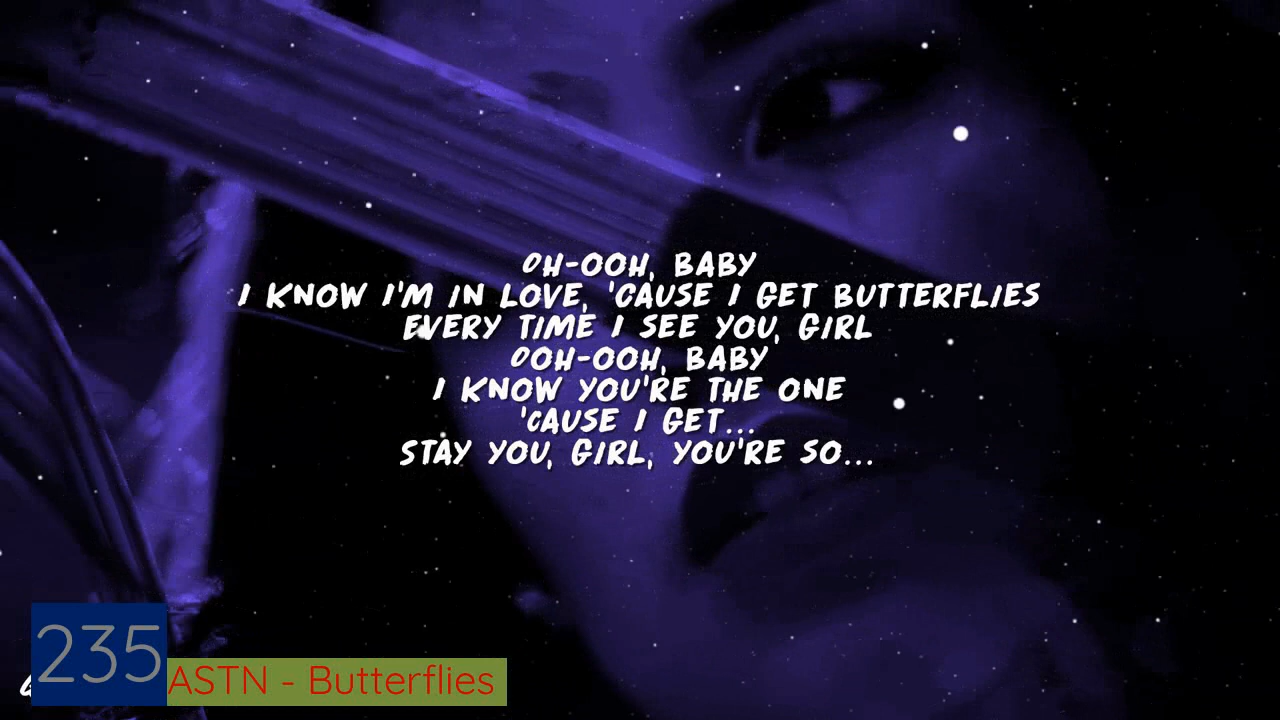 OH-OOH, BABY
I KNOW I'M IN LOVE, 'CAUSE I GET BUTTERFLIES
EVERY TIME I SEE YOU, GIRL
OOH-OOH, BABY
I KNOW YOU'RE THE ONE
'CAUSE I GET...
STAY YOU, GIRL, YOU'RE SO...
235
ASTN - Butterflies